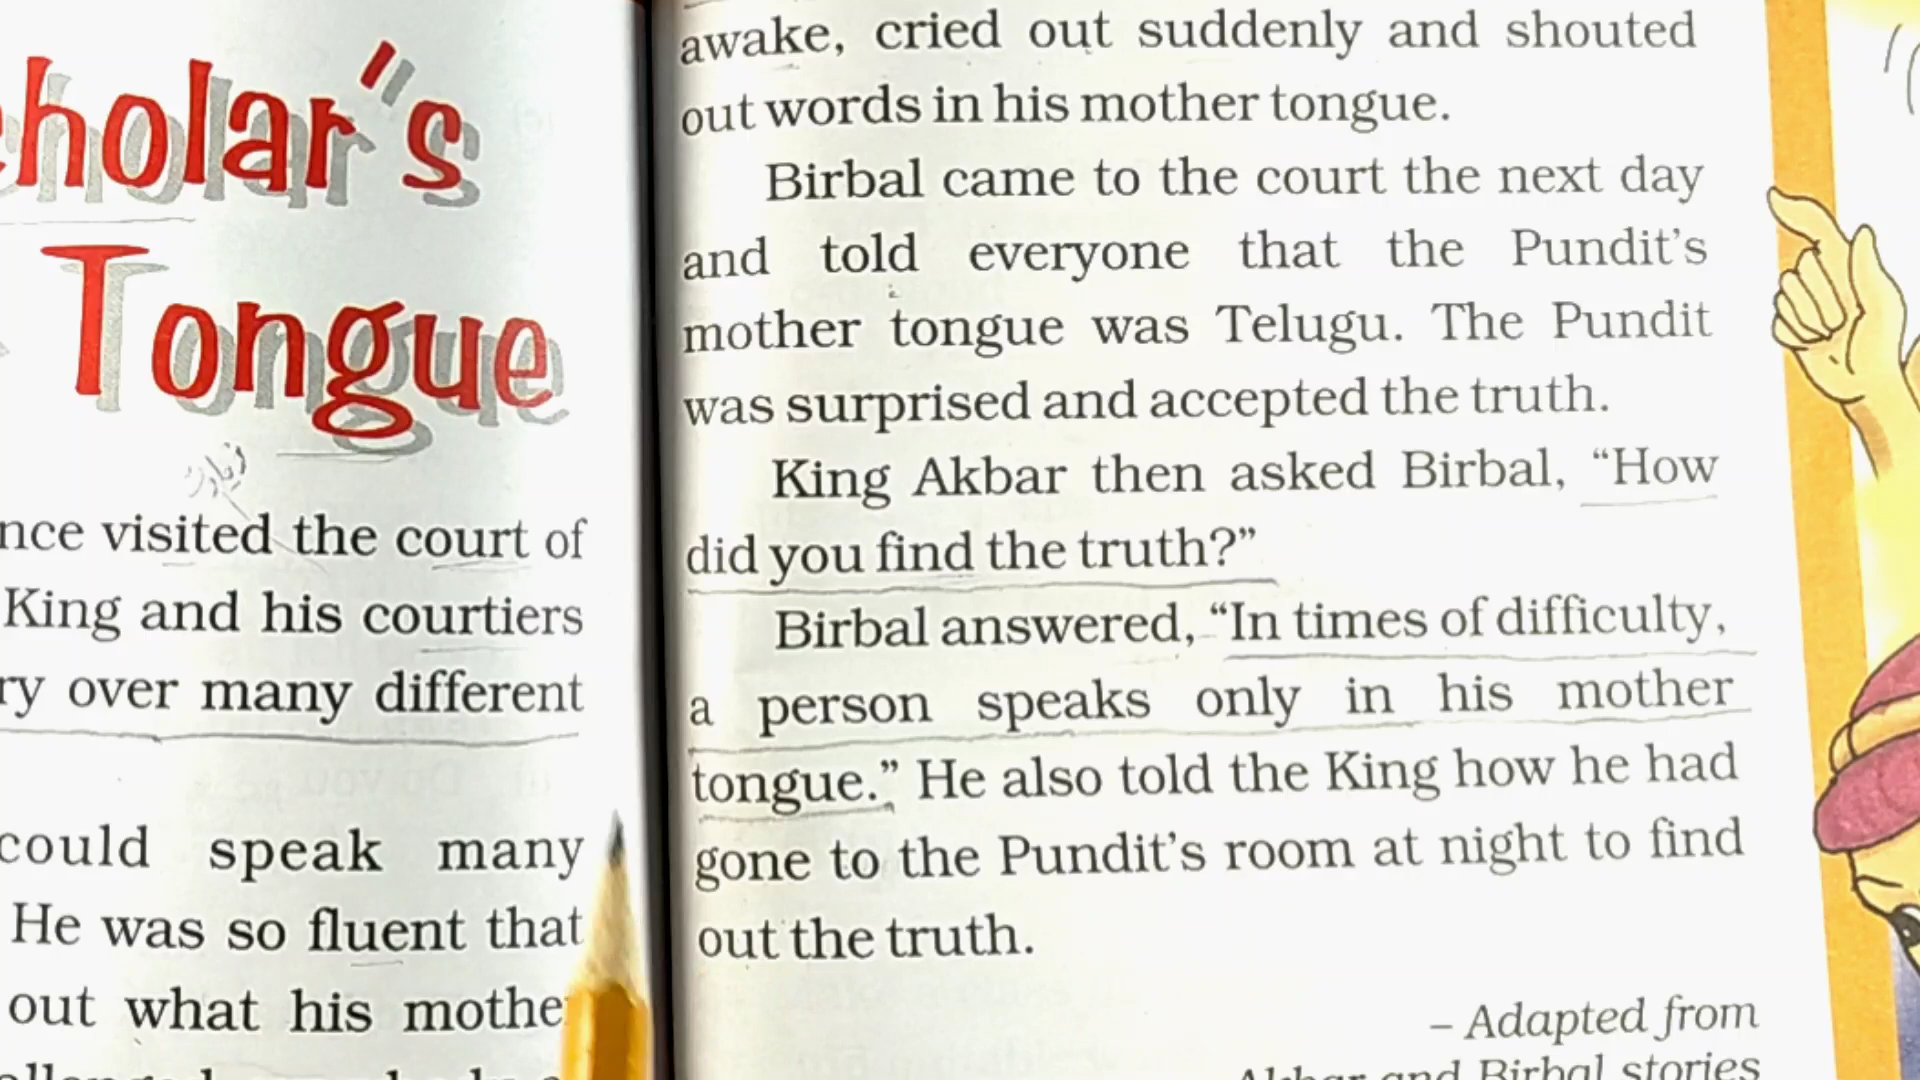 Tongue
visited the court of
King and his courtiers
over many different
could speak many
He was so fluent that
out what his
awake, cried out suddenly and shouted
out words in his mother tongue.
Birbal came to the court the next day
and told everyone that the Pundit's
mother tongue was Telugu. The Pundit
was surprised and accepted the truth.
King Akbar then asked Birbal, “How
did you find the truth?”
Birbal answered, “In times of difficulty,
a person speaks only in his mother
tongue.” He also told the King how he had
gone to the Pundit's room at night to find
out the truth.
– Adapted from
Akbar and Birbal stories